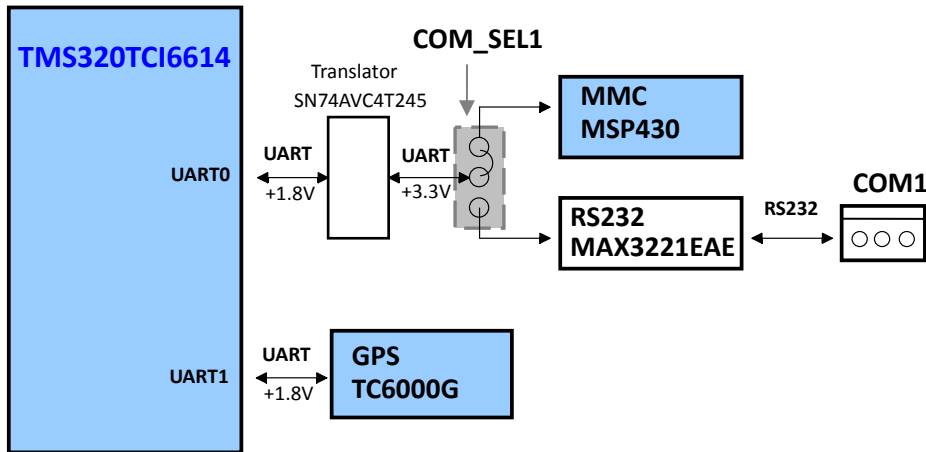 TMS320TCI6614
COM_SEL1
Translator
SN74AVC4T245
MMC
MSP430
UART
UART
UART0
+1.8V
+3.3V
COM1
RS232
RS232
MAX3221EAE
UART
GPS
UART1
+1.8V
TC6000G